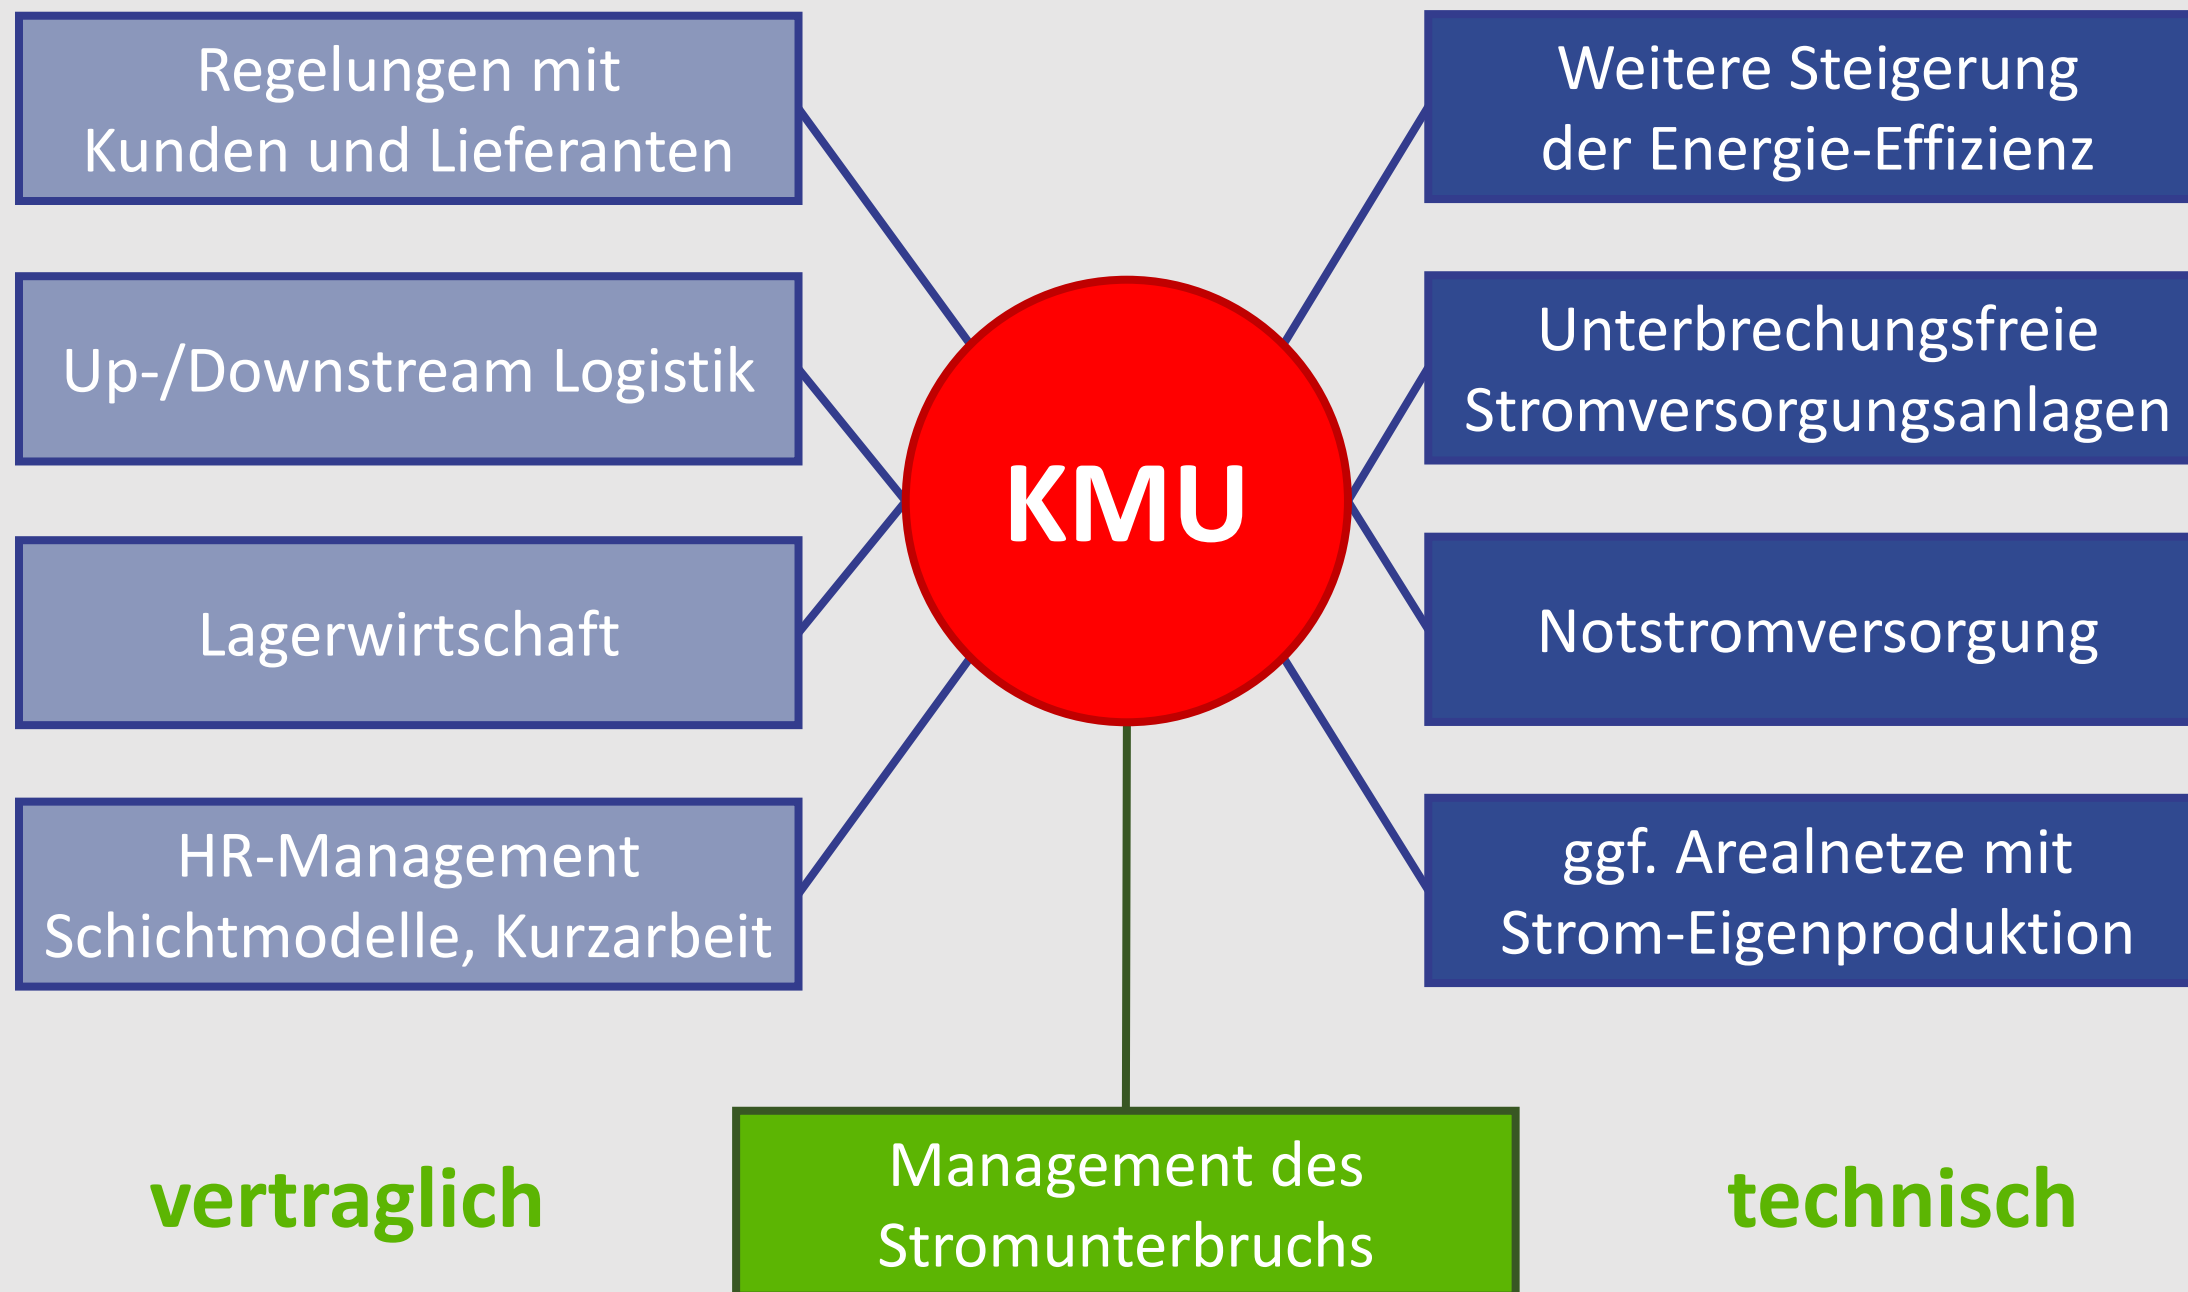 Regelungen mit
Kunden und Lieferanten
Up-/Downstream Logistik
Lagerwirtschaft
HR-Management
Schichtmodelle, Kurzarbeit
KMU
Weitere Steigerung
der Energie-Effizienz
Unterbrechungsfreie
Stromversorgungsanlagen
Notstromversorgung
ggf. Arealnetze mit
Strom-Eigenproduktion
vertraglich
Management des
Stromunterbruchs
technisch